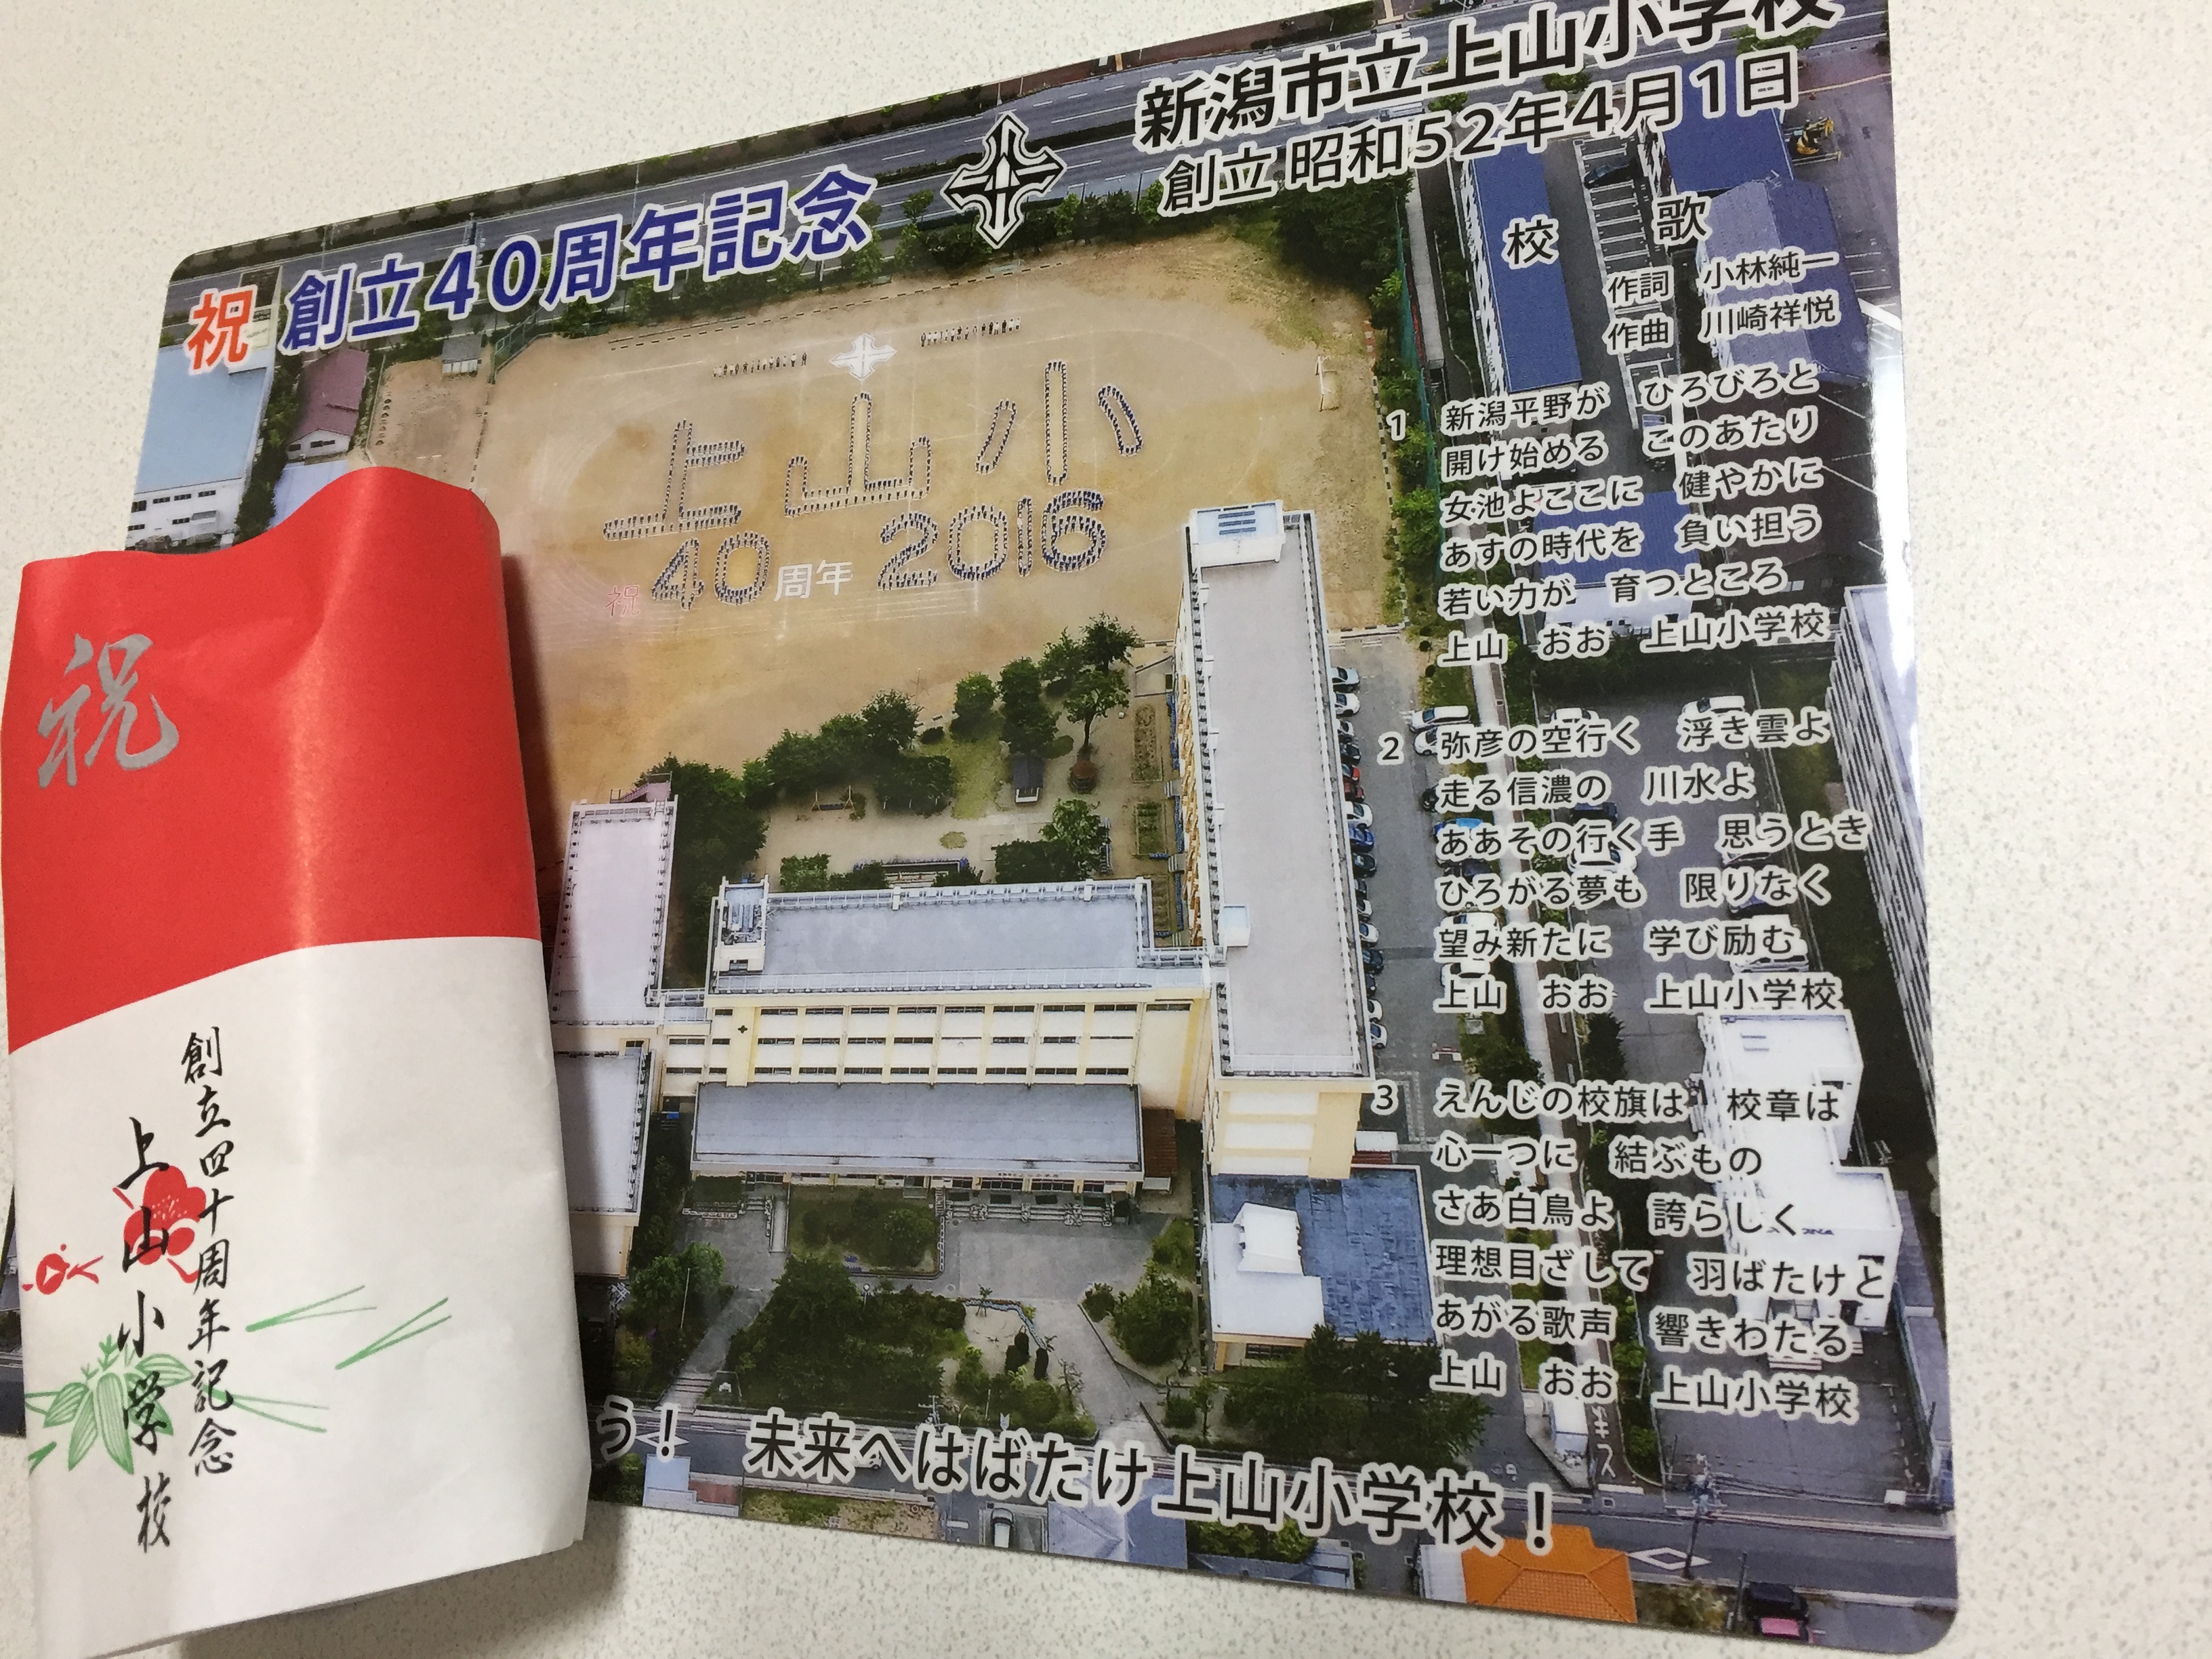 祝 創立40周年記念
新潟市立上山小学校
創立 昭和52年4月1日
校 歌
作詞 小林純一
作曲 川崎祥悦
1 新潟平野が ひろびろと
開け始める このあたり
女池よここに 健やかに
あすの時代を 負い担う
若い力が 育つところ
上山 おお 上山小学校
2 弥彦の空行く 浮き雲よ
走る信濃の 川水よ
ああその行く手 思うとき
ひろがる夢も 限りなく
望み新たに 学び励む
上山 おお 上山小学校
3 えんじの校旗は 校章は
心一つに 結ぶもの
さあ白鳥よ 誇らしく
理想目ざして 羽ばたけと
あがる歌声 響きわたる
上山 おお 上山小学校
上山小
祝 40周年 2016
う! 未来へはばたけ上山小学校!
祝
創立四十周年記念
上山小学校